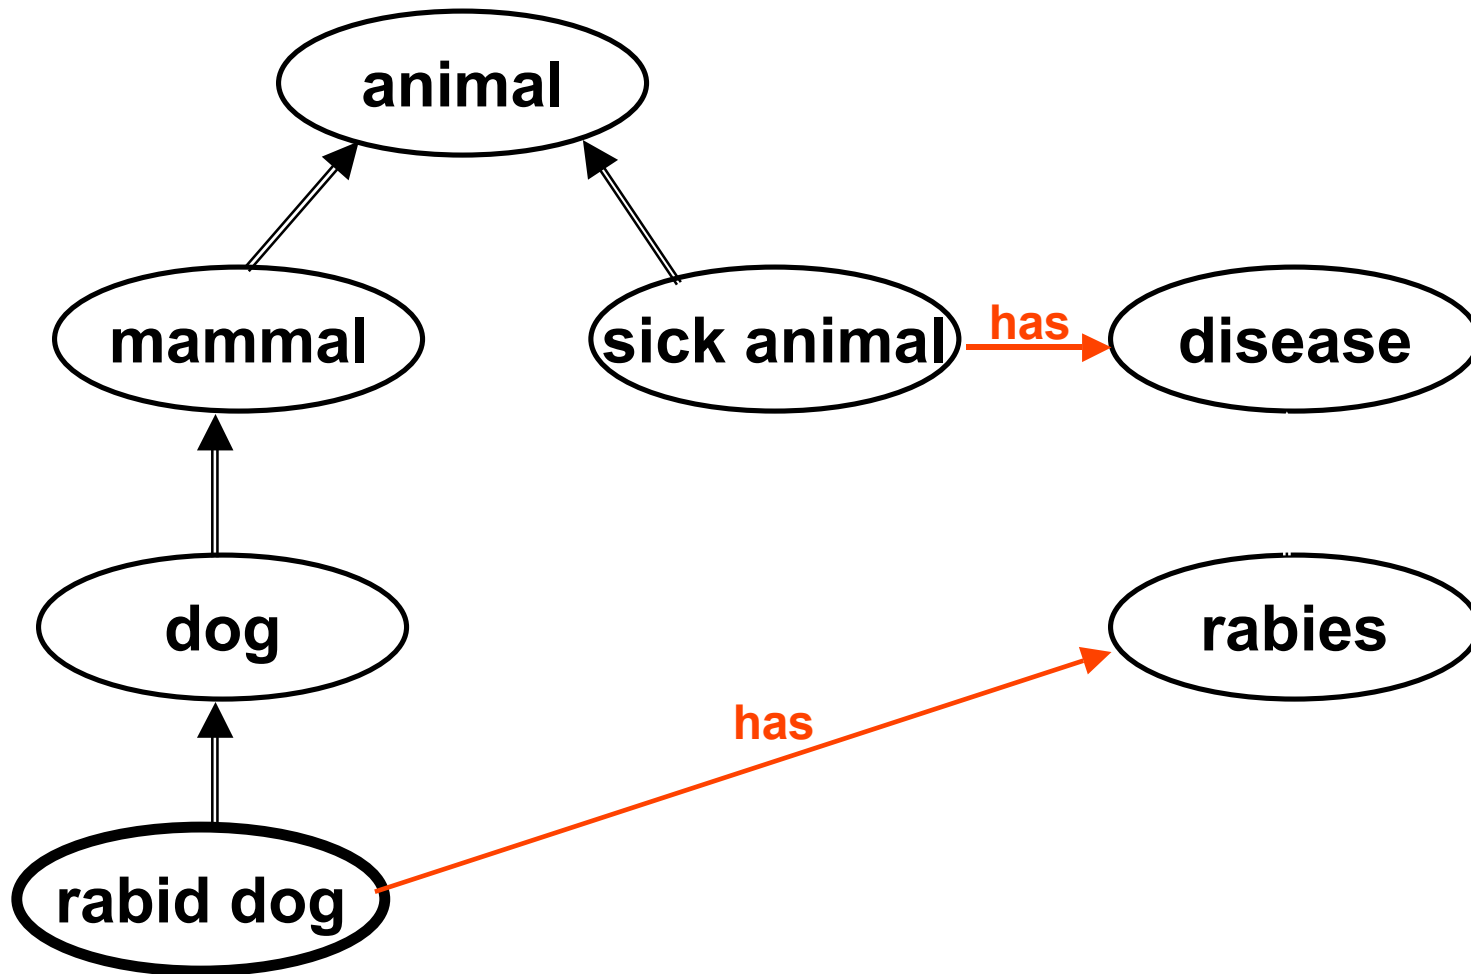 animal
mammal
sick animal
has
disease
dog
rabies
has
rabid dog